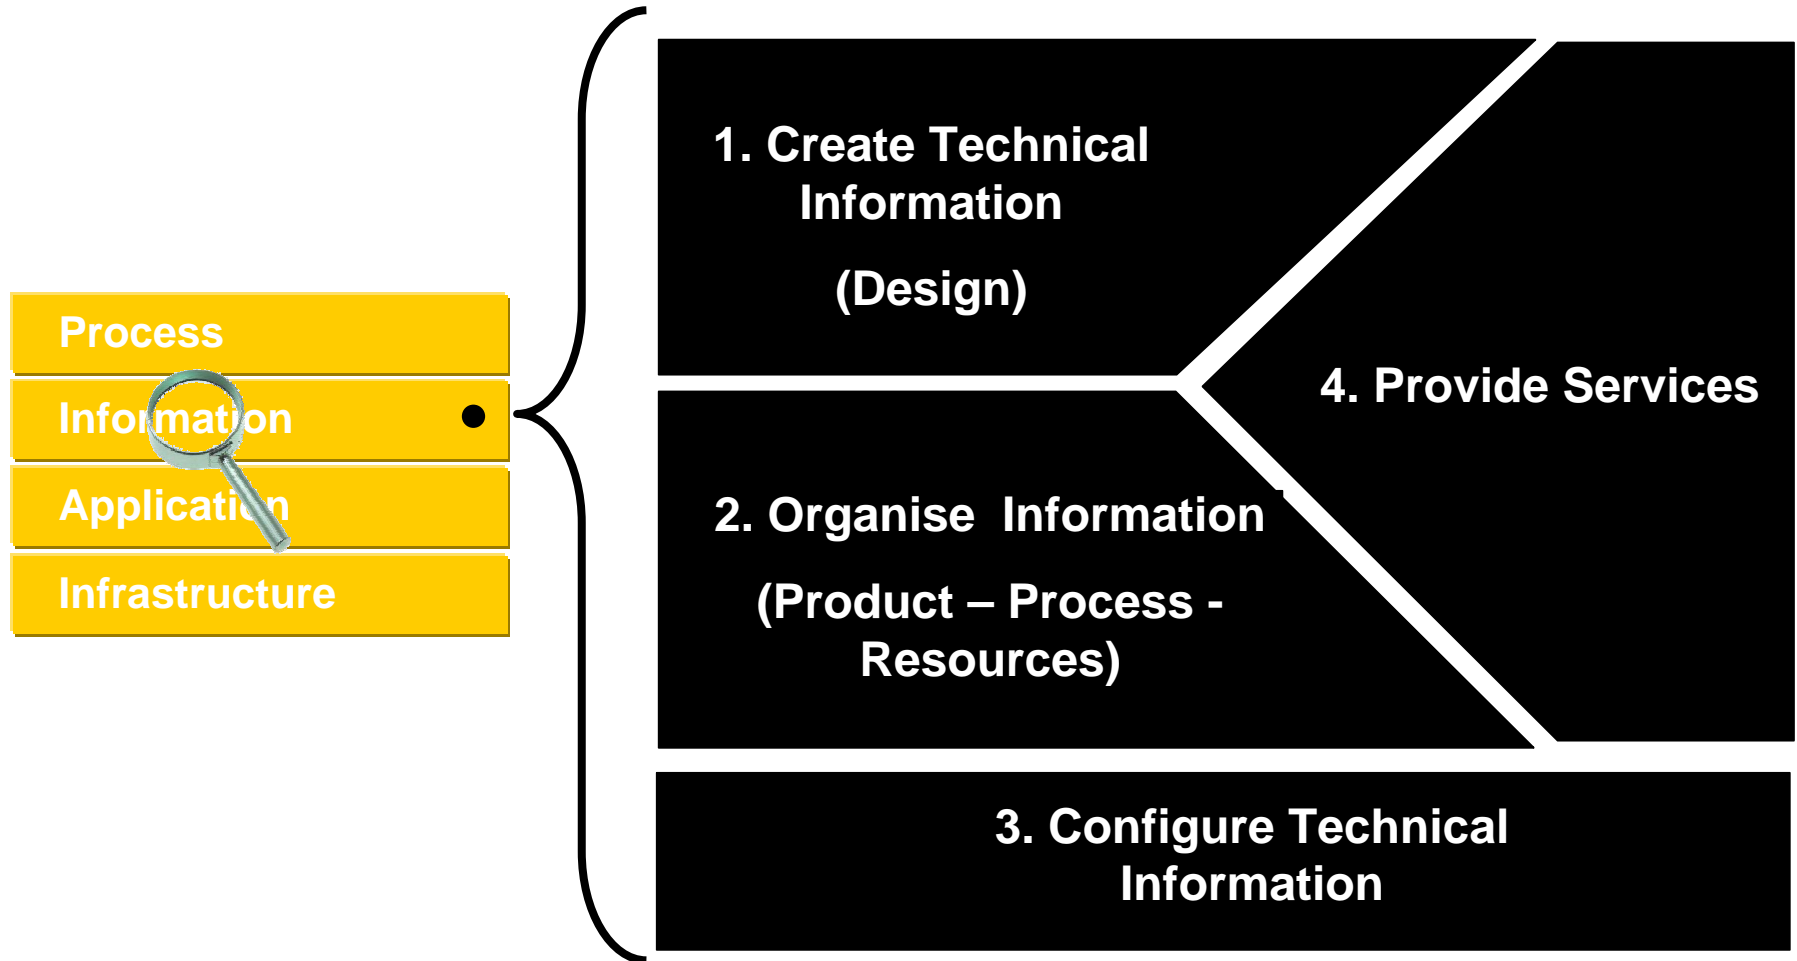 Process
Information
Application
Infrastructure
1. Create Technical
Information
(Design)
2. Organise  Information
(Product – Process -
Resources)
3. Configure Technical
Information
4. Provide Services